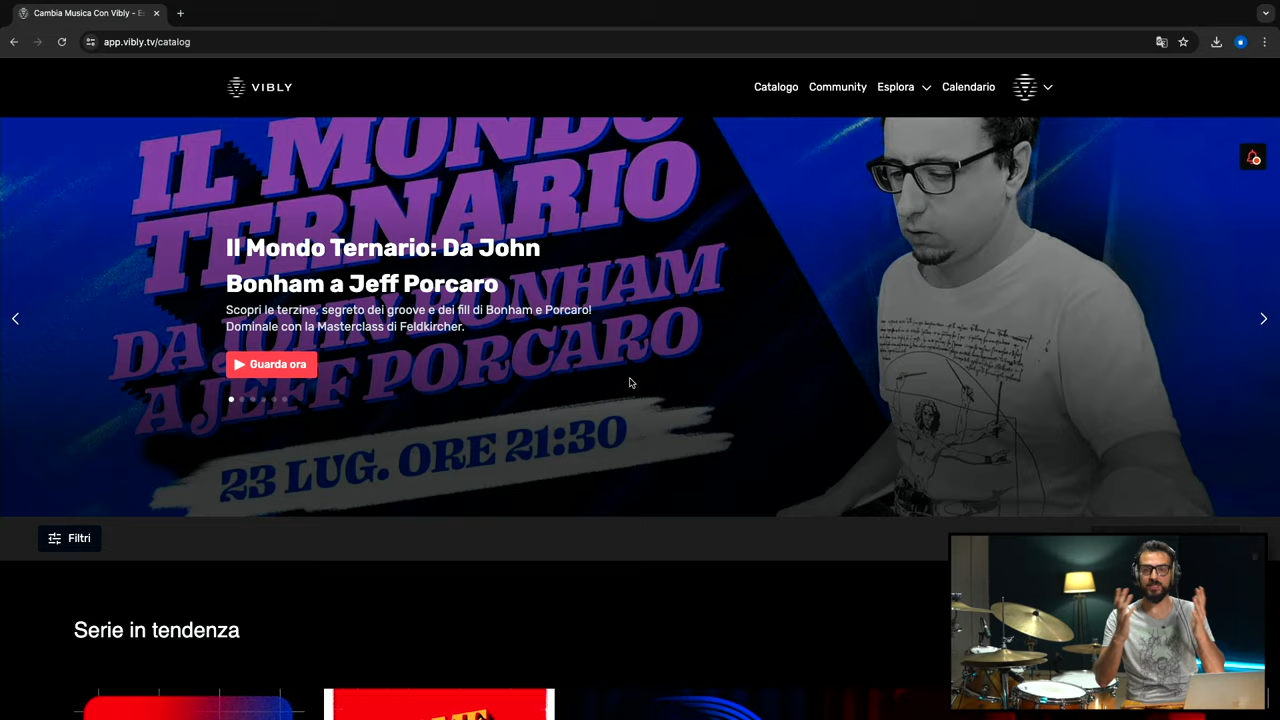 Cambia Musica Con Vibly - E
app.vibly.tv/catalog
VIBLY
Catalogo
Community
Esplora
Calendario
IL MONDO
TERNARIO
DA JOHN BONHAM
A JEFF PORCARO
23 LUG. ORE 21:30
Il Mondo Ternario: Da John
Bonham a Jeff Porcaro
Scopri le terzine, segreto dei groove e dei fill di Bonham e Porcaro!
Dominale con la Masterclass di Feldkircher.
Guarda ora
Filtri
Serie in tendenza